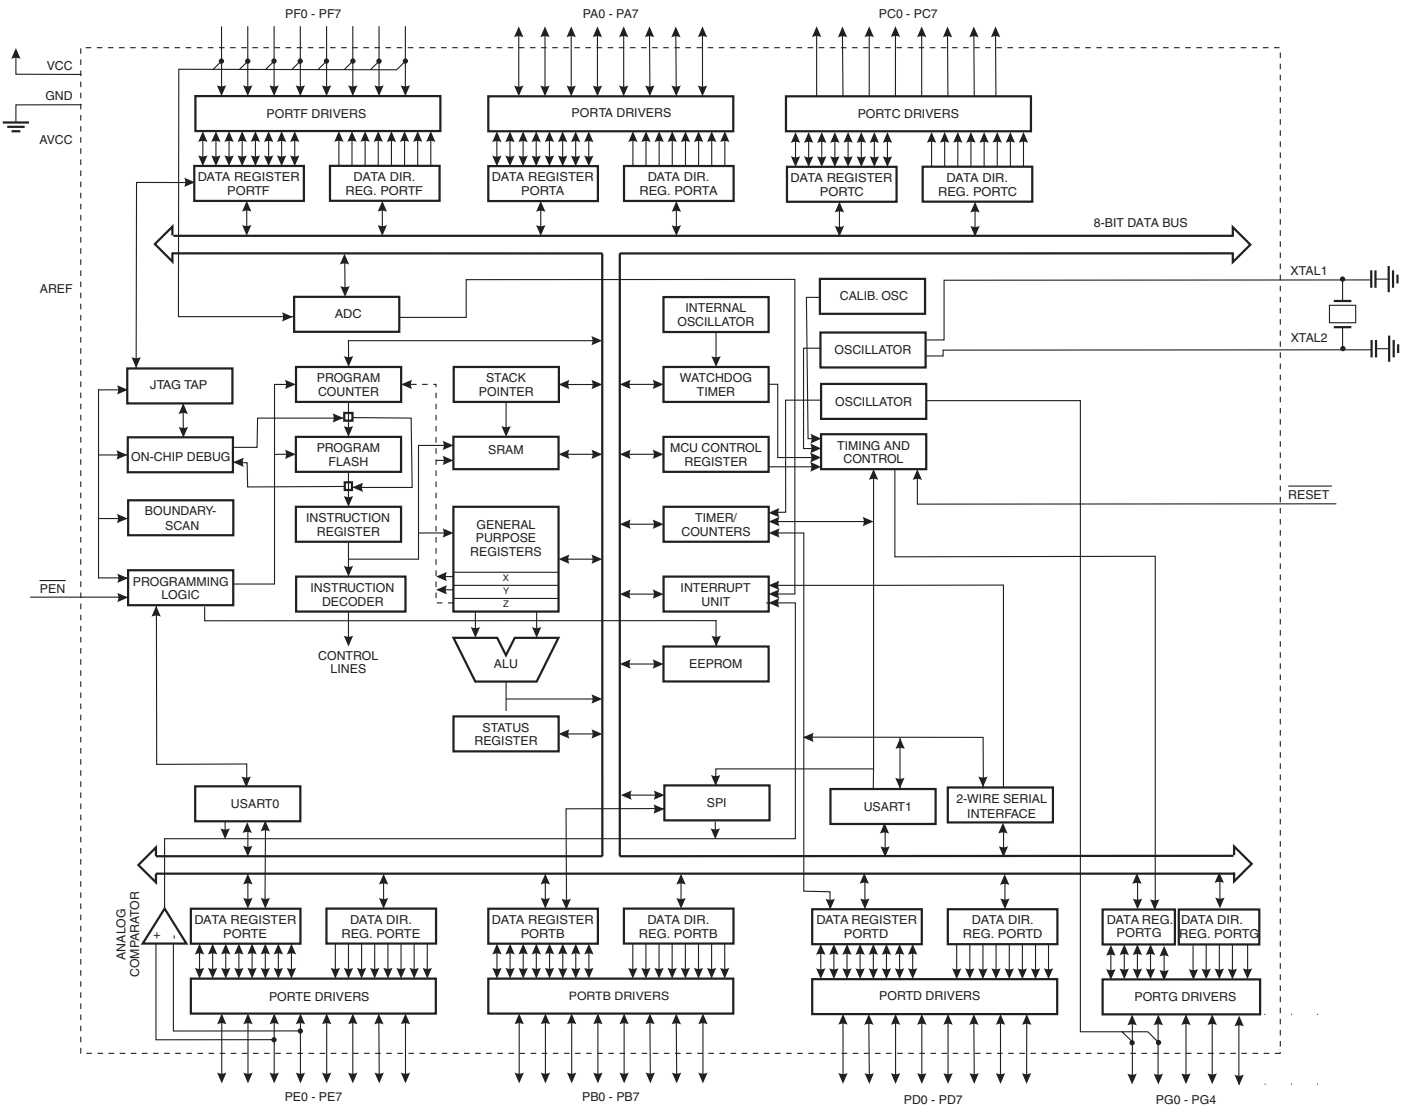 PF0 - PF7
PA0 - PA7
PC0 - PC7
VCC
GND
AVCC
AREF
PORTF DRIVERS
PORTA DRIVERS
PORTC DRIVERS
DATA REGISTER
PORTF
DATA DIR.
REG. PORTF
DATA REGISTER
PORTA
DATA DIR.
REG. PORTA
DATA REGISTER
PORTC
DATA DIR.
REG. PORTC
8-BIT DATA BUS
XTAL1
XTAL2
ADC
INTERNAL
OSCILLATOR
CALIB. OSC
OSCILLATOR
JTAG TAP
PROGRAM
COUNTER
STACK
POINTER
WATCHDOG
TIMER
OSCILLATOR
ON-CHIP DEBUG
PROGRAM
FLASH
SRAM
MCU CONTROL
REGISTER
TIMING AND
CONTROL
RESET
BOUNDARY-
SCAN
INSTRUCTION
REGISTER
GENERAL
PURPOSE
REGISTERS
X
Y
Z
TIMER/
COUNTERS
PEN
PROGRAMMING
LOGIC
INSTRUCTION
DECODER
INTERRUPT
UNIT
CONTROL
LINES
ALU
EEPROM
STATUS
REGISTER
USART0
SPI
USART1
2-WIRE SERIAL
INTERFACE
ANALOG
COMPARATOR
+
-
DATA REGISTER
PORTE
DATA DIR.
REG. PORTE
DATA REGISTER
PORTB
DATA DIR.
REG. PORTB
DATA REGISTER
PORTD
DATA DIR.
REG. PORTD
DATA REG.
PORTG
DATA DIR.
REG. PORTG
PORTE DRIVERS
PORTB DRIVERS
PORTD DRIVERS
PORTG DRIVERS
PE0 - PE7
PB0 - PB7
PD0 - PD7
PG0 - PG4